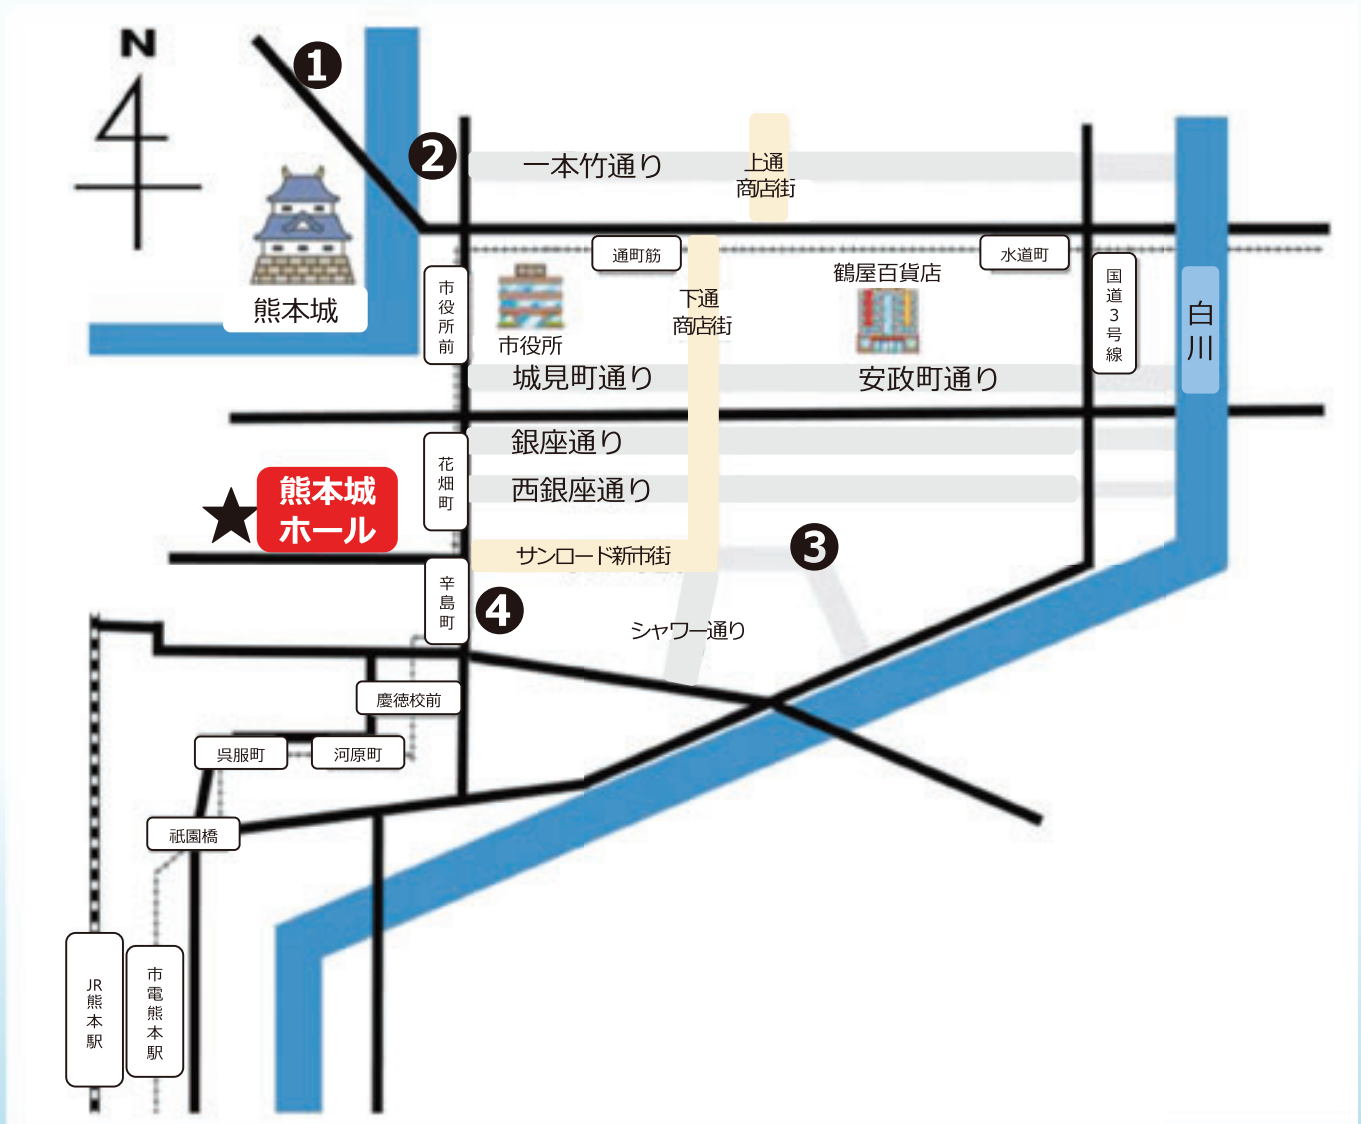 N
❶
❷
一本竹通り
上通
商店街
通町筋
水道町
熊本城
市役所前
市役所
下通
商店街
鶴屋百貨店
国道3号線
白川
城見町通り
安政町通り
花畑町
銀座通り
西銀座通り
熊本城
ホール
サンロード新市街
❸
辛島町
❹
シャワー通り
慶徳校前
呉服町
河原町
祇園橋
JR熊本駅
市電熊本駅